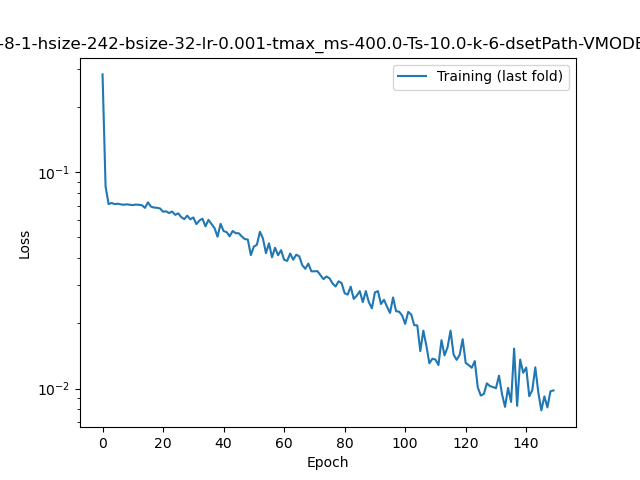 -8-1-hsize-242-bsize-32-lr-0.001-tmax_ms-400.0-Ts-10.0-k-6-dsetPath-VMODE
Training (last fold)
Loss
10⁻¹
10⁻²
0 20 40 60 80 100 120 140
Epoch